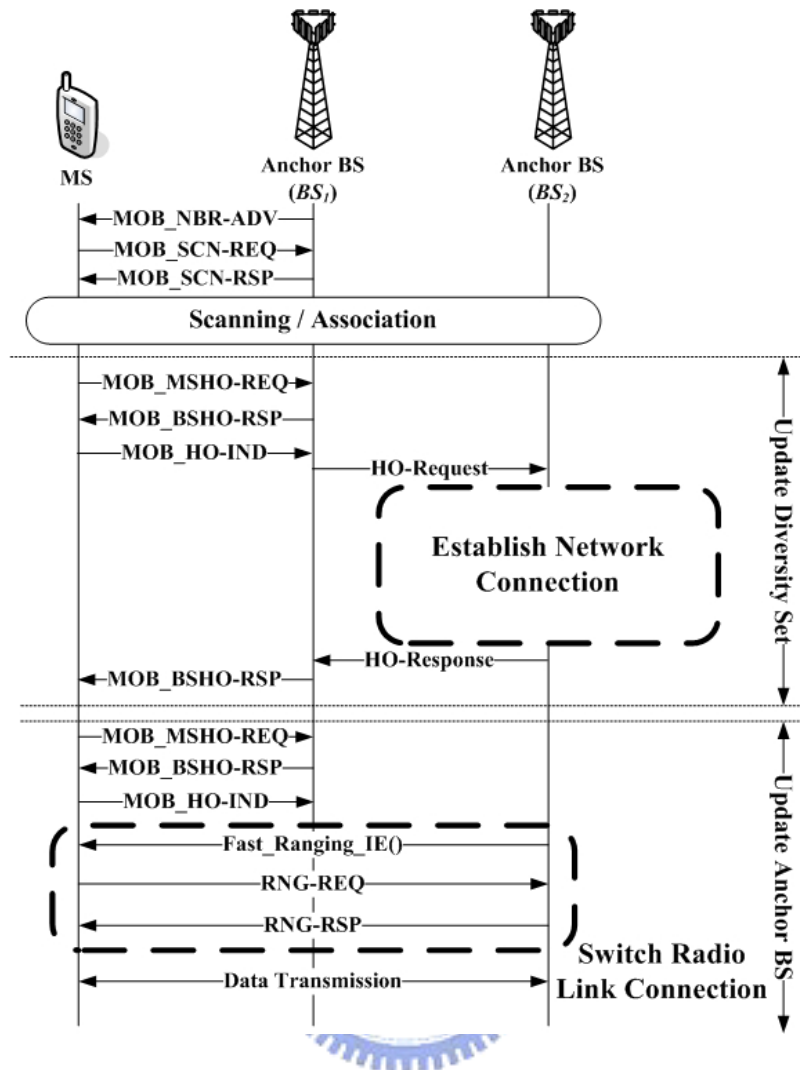 MS
Anchor BS
(BS1)
Anchor BS
(BS2)
MOB_NBR-ADV
MOB_SCN-REQ
MOB_SCN-RSP
Scanning / Association
MOB_MSHO-REQ
MOB_BSHO-RSP
MOB_HO-IND
HO-Request
Establish Network
Connection
HO-Response
MOB_BSHO-RSP
Update Diversity Set
MOB_MSHO-REQ
MOB_BSHO-RSP
MOB_HO-IND
Fast_Ranging_IE()
RNG-REQ
RNG-RSP
Data Transmission
Switch Radio
Link Connection
Update Anchor BS